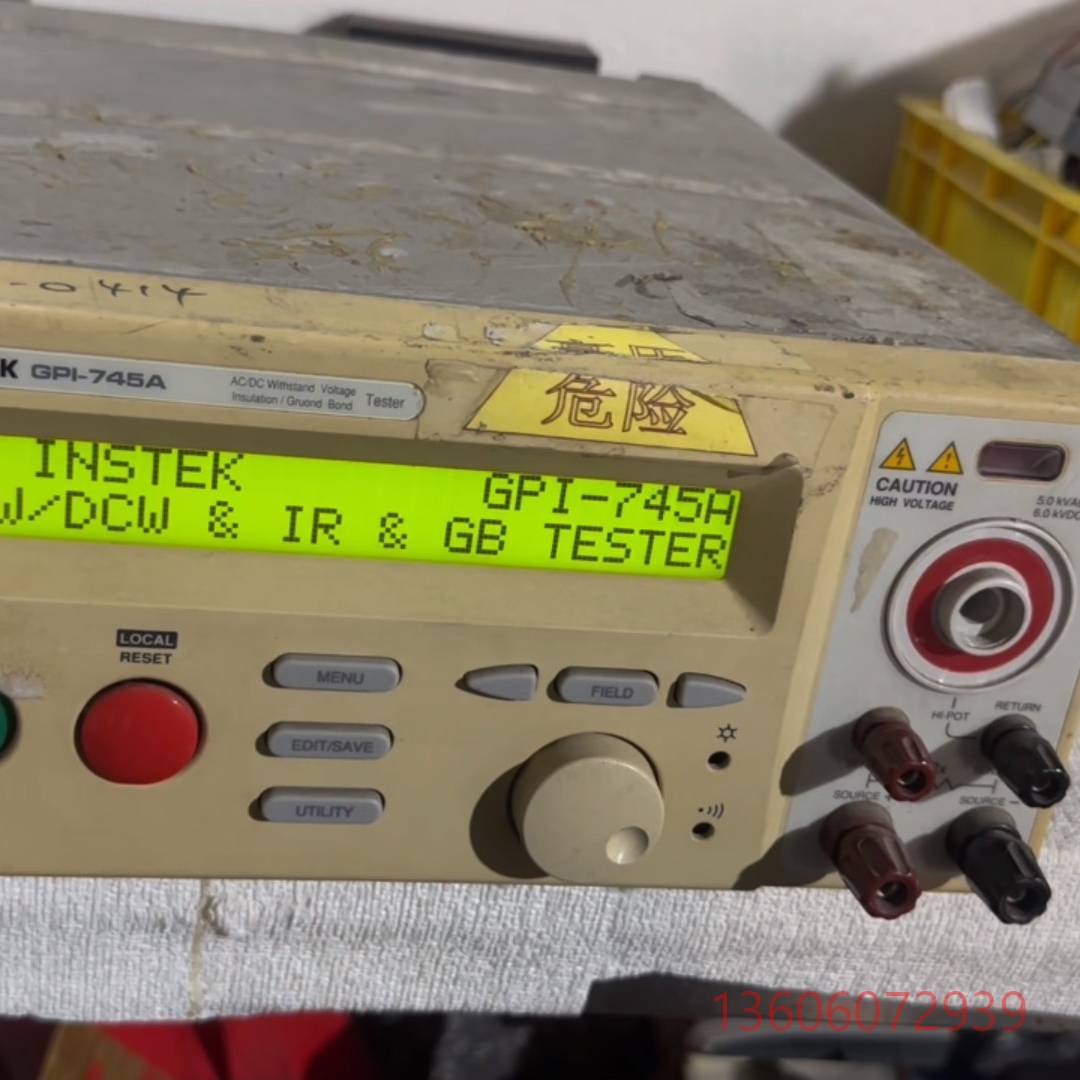 -0414
K GPI-745A
AC/DC Withstand Voltage
Insulation / Gruond Bond
Tester
危险
INSTEK GPI-745A
W/DCW & IR & GB TESTER
CAUTION
HIGH VOLTAGE
5.0 kVA
6.0 kVDC
LOCAL
RESET
MENU
FIELD
EDIT/SAVE
UTILITY
HI-POT
RETURN
SOURCE +
SOURCE −
13606072939